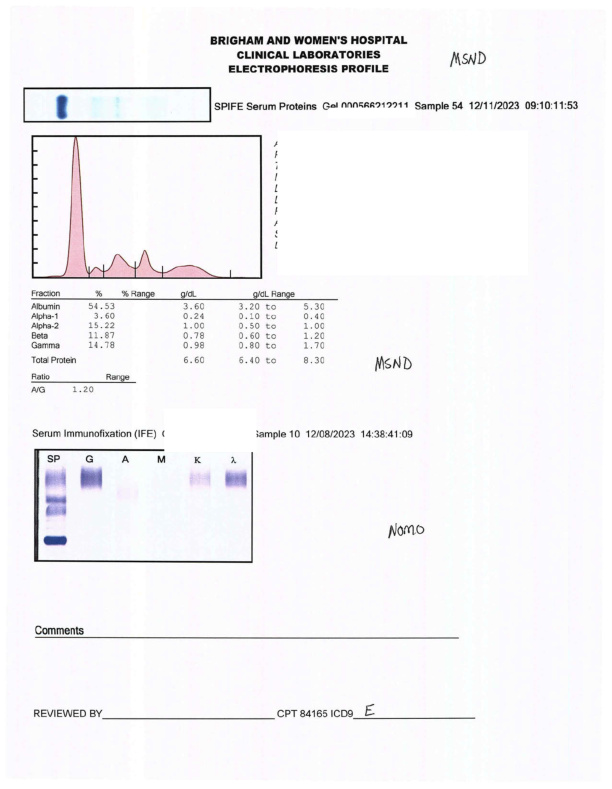 BRIGHAM AND WOMEN'S HOSPITAL
CLINICAL LABORATORIES
ELECTROPHORESIS PROFILE
MSND
SPIFE Serum Proteins Gel 000566212211 Sample 54 12/11/2023 09:10:11:53
Fraction % % Range g/dL g/dL Range
Albumin 54.53 3.60 3.20 to 5.30
Alpha-1 3.60 0.24 0.10 to 0.40
Alpha-2 15.22 1.00 0.50 to 1.00
Beta 11.87 0.78 0.60 to 1.20
Gamma 14.78 0.98 0.80 to 1.70
Total Protein 6.60 6.40 to 8.30
MSND
Ratio Range
A/G 1.20
Serum Immunofixation (IFE) Sample 10 12/08/2023 14:38:41:09
SP G A M K λ
Nomo
Comments
REVIEWED BY CPT 84165 ICD9 E